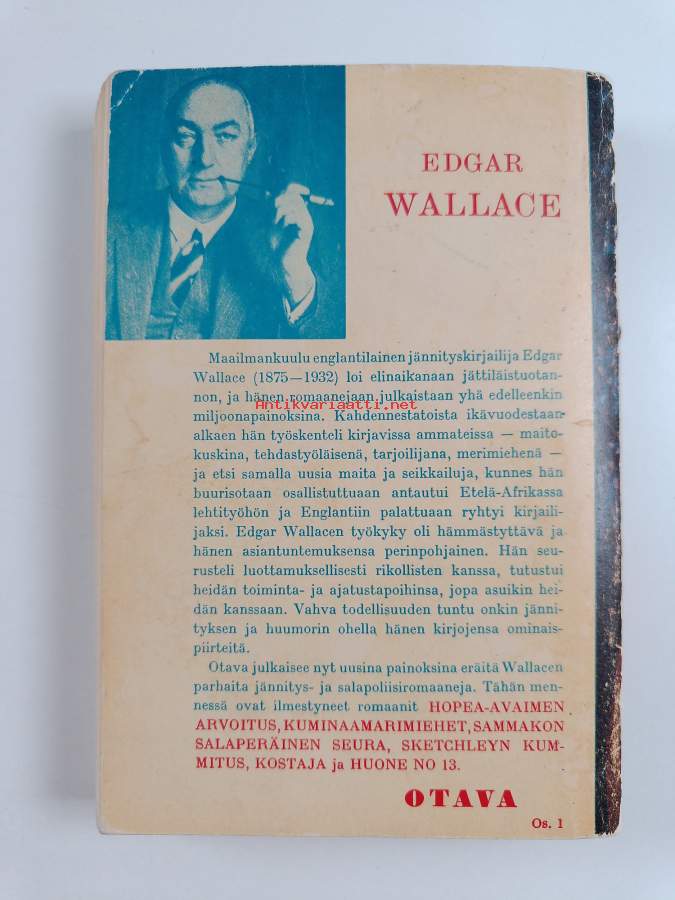 EDGAR
WALLACE
Maailmankuulu englantilainen jännityskirjailija Edgar
Wallace (1875—1932) loi elinaikanaan jättiläistuotan-
non, ja hänen romaanejaan julkaistaan yhä edelleenkin
Antikvariaatti.net
miljoonapainoksina. Kahdennestatoista ikävuodestaan
alkaen hän työskenteli kirjavissa ammateissa — maito-
kuskina, tehdastyöläisenä, tarjoilijana, merimiehenä —
ja etsi samalla uusia maita ja seikkailuja, kunnes hän
buurisotaan osallistuttuaan antautui Etelä-Afrikassa
lehtityöhön ja Englantiin palattuaan ryhtyi kirjaili-
jaksi. Edgar Wallacen työkyky oli hämmästyttävä ja
hänen asiantuntemuksensa perinpohjainen. Hän seu-
rusteli luottamuksellisesti rikollisten kanssa, tutustui
heidän toiminta- ja ajatustapoihinsa, jopa asuikin hei-
dän kanssaan. Vahva todellisuuden tuntu onkin jänni-
tyksen ja huumorin ohella hänen kirjojensa ominais-
piirteitä.
Otava julkaisee nyt uusina painoksina eräitä Wallacen
parhaita jännitys- ja salapoliisiromaaneja. Tähän men-
nessä ovat ilmestyneet romaanit HOPEA-AVAIMEN
ARVOITUS, KUMINAAMARIMIEHET, SAMMAKON
SALAPERÄINEN SEURA, SKETCHLEYN KUM-
MITUS, KOSTAJA ja HUONE NO 13.
OTAVA
Os. 1